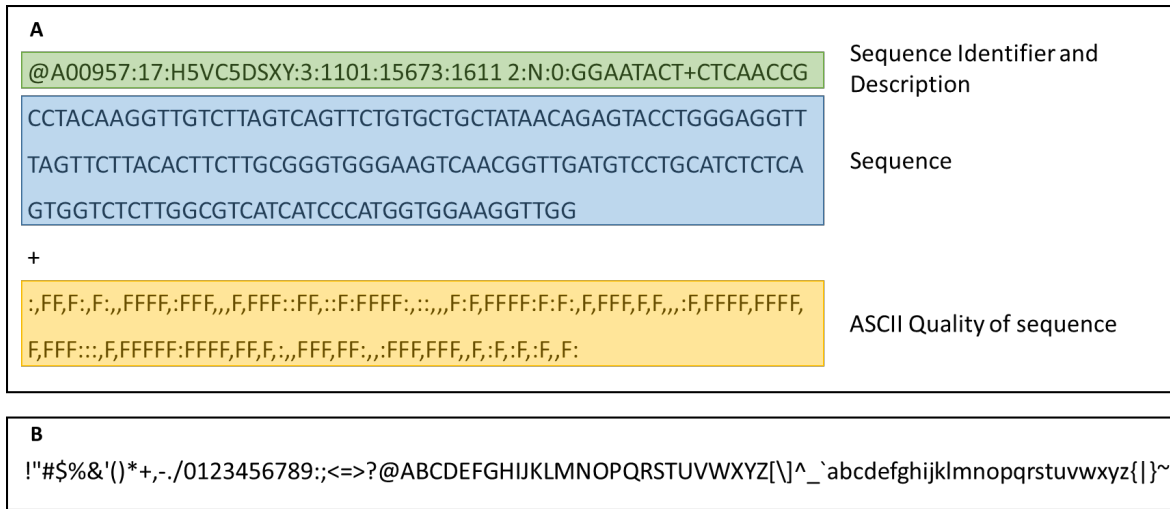 A
@A00957:17:H5VC5DSXY:3:1101:15673:1611 2:N:0:GGAATACT+CTCAACCG
Sequence Identifier and
Description
CCTACAAGGTTGTCTTAGTCAGTTCTGTGCTGCTATAACAGAGTACCTGGGAGGTT
TAGTTCTTACACTTCTTGCGGGTGGGAAGTCAACGGTTGATGTCCTGCATCTCTCA
GTGGTCTCTTGGCGTCATCATCCCATGGTGGAAGGTTGG
Sequence
+
:,FF,F:,F:,,FFFF,:FFF,,,F,FFF::FF,::F:FFFF:,::,,,F:F,FFFF:F:F:,F,FFF,F,F,,,:F,FFFF,FFFF,
F,FFF:::,F,FFFFF:FFFF,FF,F,:,,FFF,FF:,,:FFF,FFF,,F,:F,:F,:F,,F:
ASCII Quality of sequence
B
!"#$%&'()*+,-./0123456789:;<=>?@ABCDEFGHIJKLMNOPQRSTUVWXYZ[\]^_`abcdefghijklmnopqrstuvwxyz{|}~